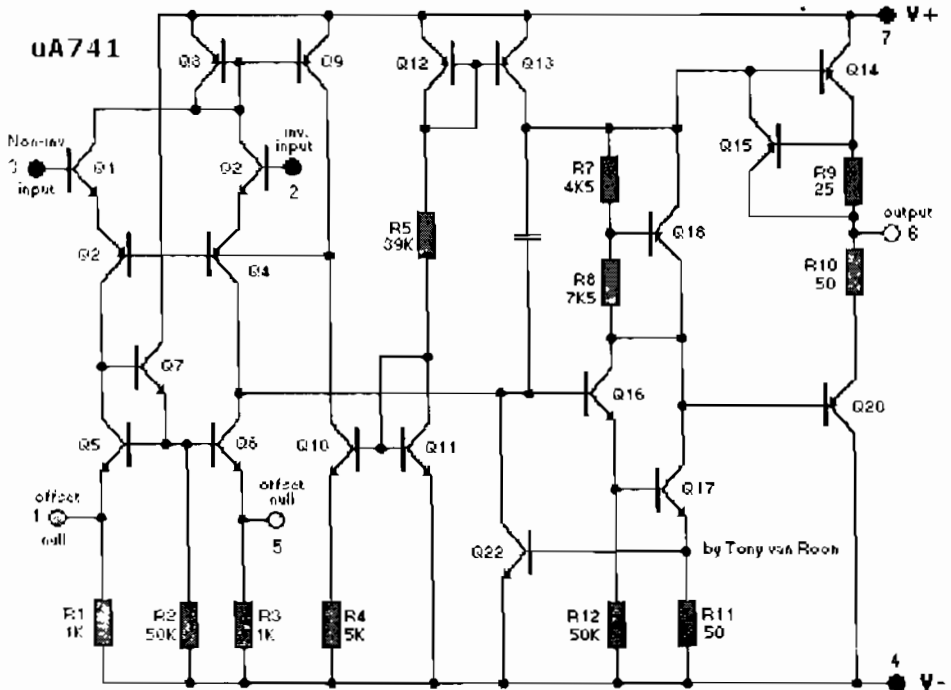 uA741
V+
7
Q8
Q9
Q12
Q13
Q14
Non-inv.
3
input
Q1
Q2
inv.
input
2
Q15
R7
4K5
R9
25
output
6
R5
39K
Q18
Q2
Q4
R8
7K5
R10
50
Q7
Q16
Q20
Q5
Q6
Q10
Q11
Q17
offset
1
null
offset
null
5
Q22
by Tony van Roon
R1
1K
R2
50K
R3
1K
R4
5K
R12
50K
R11
50
4
V-